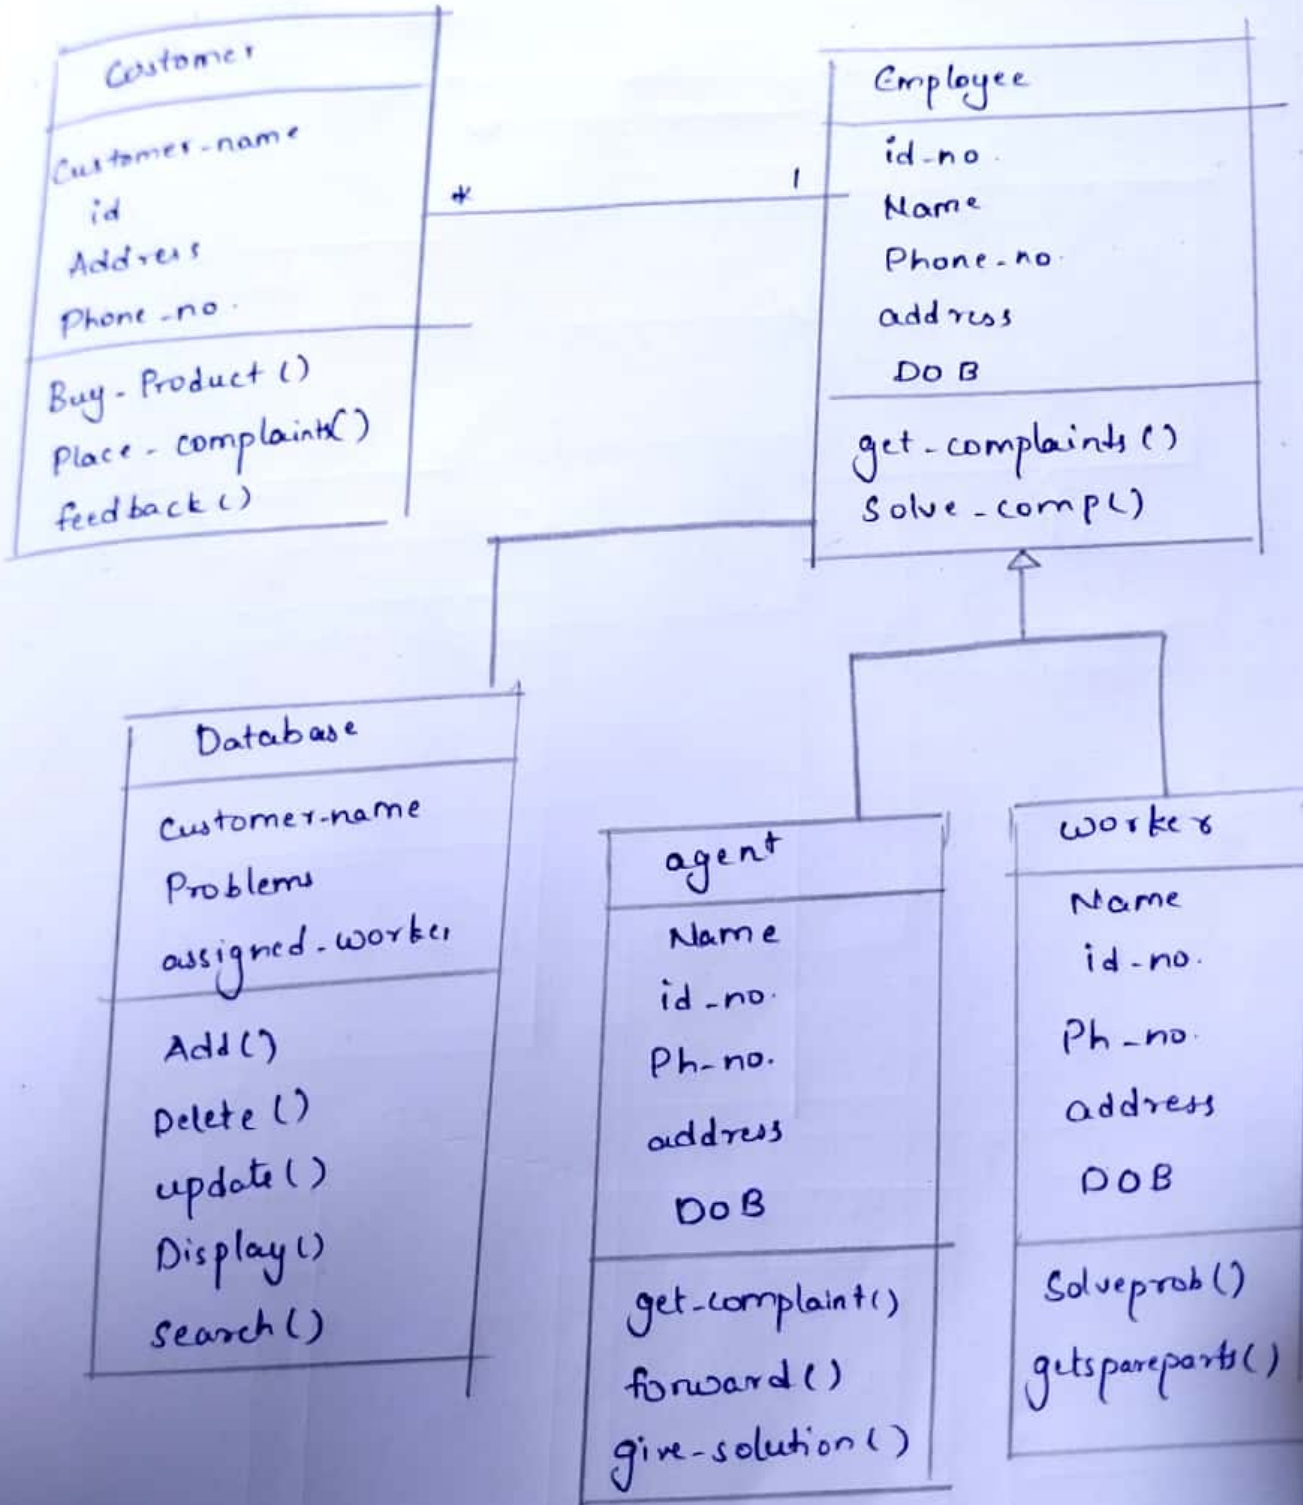 Customer
Customer-name
id
Address
Phone-no.
Buy-Product()
Place-complaints()
feedback()
*
1
Employee
id-no.
Name
Phone-no.
address
DOB
get-complaints()
Solve-comp()
Database
Customer-name
Problems
assigned-worker
Add()
Delete()
update()
Display()
Search()
agent
Name
id-no.
Ph-no.
address
DOB
get-complaint()
forward()
give-solution()
worker
Name
id-no.
Ph-no.
address
DOB
Solveprob()
getspareparts()